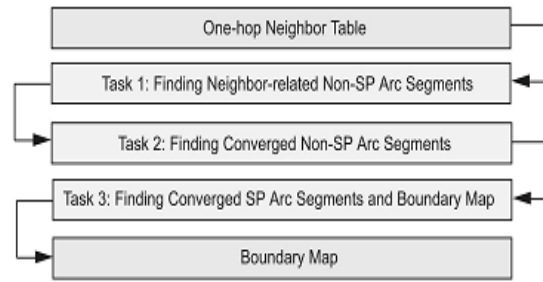 One-hop Neighbor Table
Task 1: Finding Neighbor-related Non-SP Arc Segments
Task 2: Finding Converged Non-SP Arc Segments
Task 3: Finding Converged SP Arc Segments and Boundary Map
Boundary Map